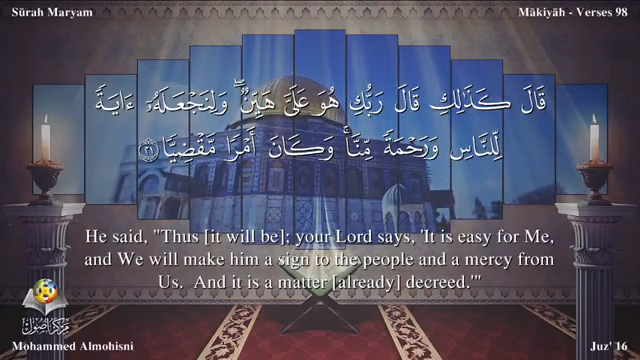 Sūrah Maryam
Mākiyāh - Verses 98
قَالَ كَذَٰلِكِ قَالَ رَبُّكِ هُوَ عَلَىَّ هَيِّنٌۭ ۖ وَلِنَجْعَلَهُۥٓ ءَايَةًۭ
لِّلنَّاسِ وَرَحْمَةًۭ مِّنَّا ۚ وَكَانَ أَمْرًۭا مَّقْضِيًّۭا ٢١
He said, "Thus [it will be]; your Lord says, 'It is easy for Me,
and We will make him a sign to the people and a mercy from
Us. And it is a matter [already] decreed.'"
مركز الأصول
Mohammed Almohisni
Juz' 16